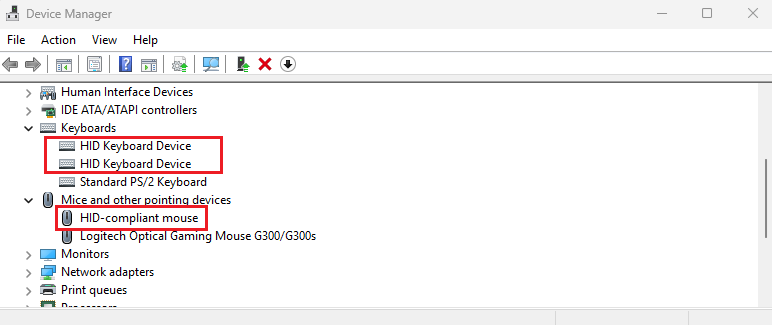 Device Manager
File Action View Help
Human Interface Devices
IDE ATA/ATAPI controllers
Keyboards
HID Keyboard Device
HID Keyboard Device
Standard PS/2 Keyboard
Mice and other pointing devices
HID-compliant mouse
Logitech Optical Gaming Mouse G300/G300s
Monitors
Network adapters
Print queues
Processors